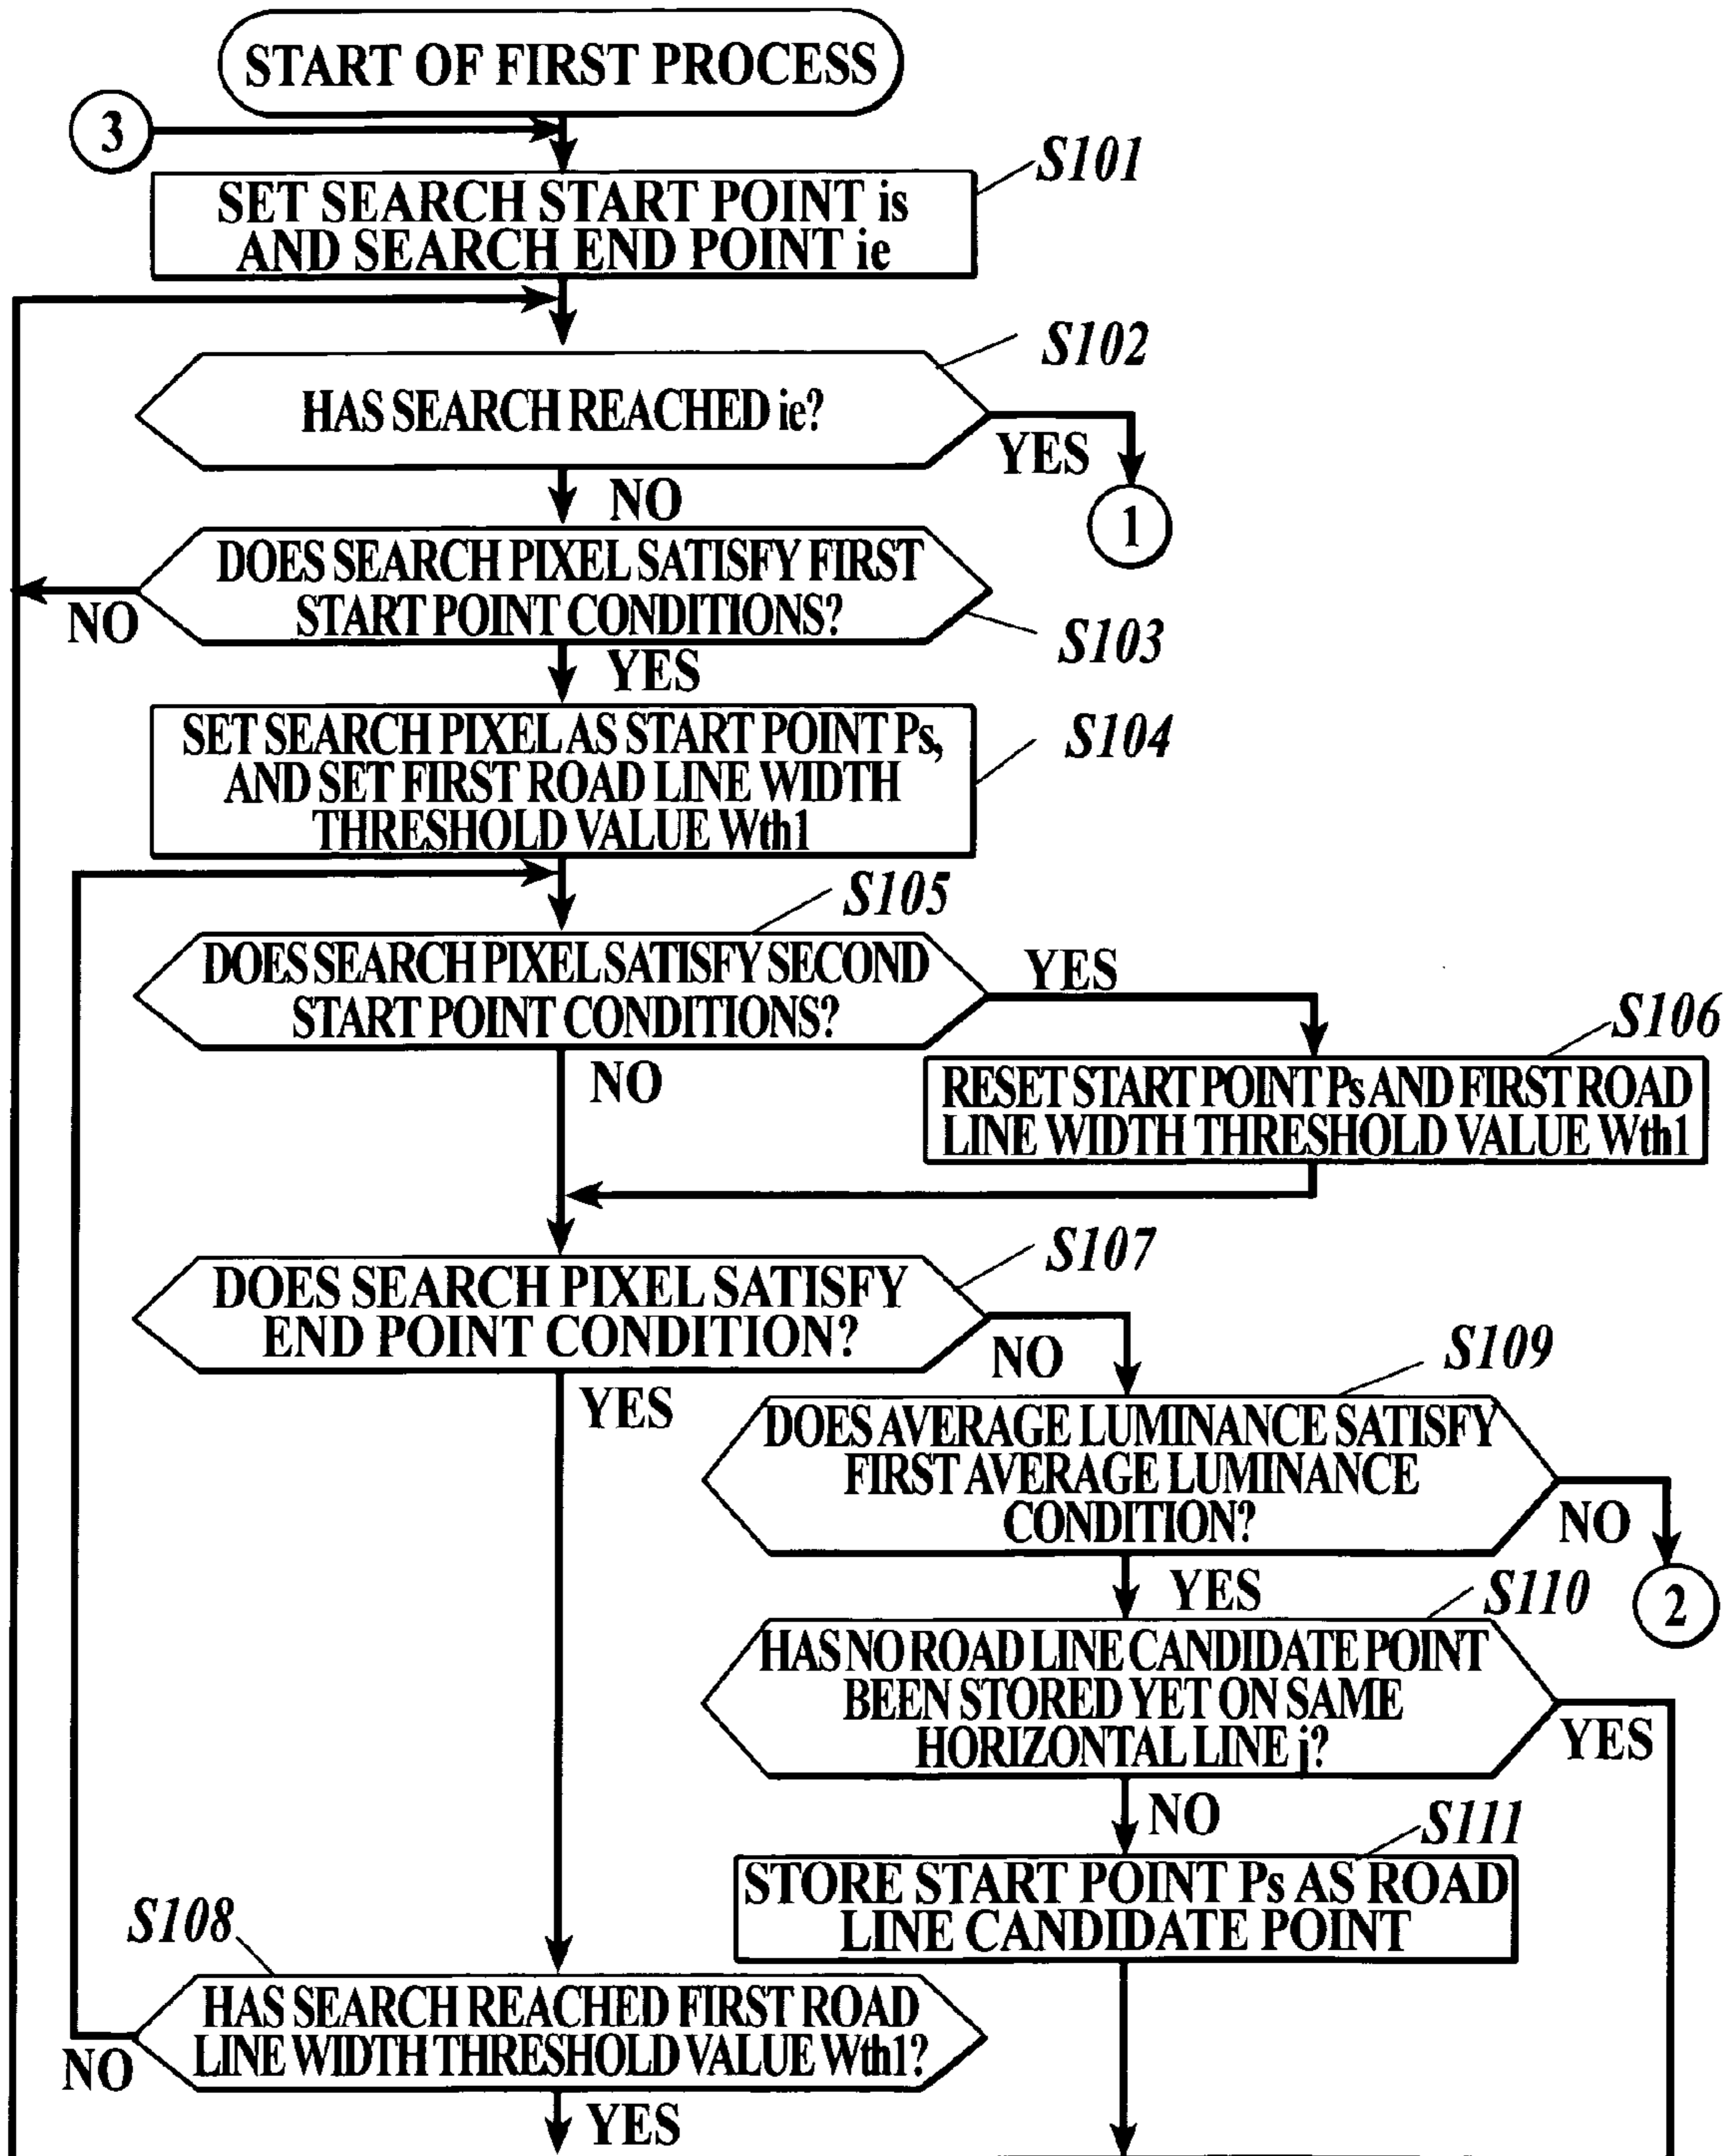 START OF FIRST PROCESS
3
S101
SET SEARCH START POINT is
AND SEARCH END POINT ie
S102
HAS SEARCH REACHED ie?
YES
1
NO
DOES SEARCH PIXEL SATISFY FIRST
START POINT CONDITIONS?
NO
S103
YES
SET SEARCH PIXEL AS START POINT Ps,
AND SET FIRST ROAD LINE WIDTH
THRESHOLD VALUE Wth1
S104
S105
DOES SEARCH PIXEL SATISFY SECOND
START POINT CONDITIONS?
YES
S106
NO
RESET START POINT Ps AND FIRST ROAD
LINE WIDTH THRESHOLD VALUE Wth1
S107
DOES SEARCH PIXEL SATISFY
END POINT CONDITION?
NO
S109
YES
DOES AVERAGE LUMINANCE SATISFY
FIRST AVERAGE LUMINANCE
CONDITION?
NO
2
YES
S110
HAS NO ROAD LINE CANDIDATE POINT
BEEN STORED YET ON SAME
HORIZONTAL LINE j?
YES
NO
S111
STORE START POINT Ps AS ROAD
LINE CANDIDATE POINT
S108
HAS SEARCH REACHED FIRST ROAD
LINE WIDTH THRESHOLD VALUE Wth1?
NO
YES